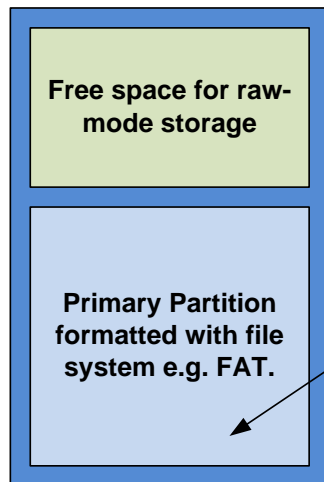 Free space for raw-
mode storage
Primary Partition
formatted with file
system e.g. FAT.